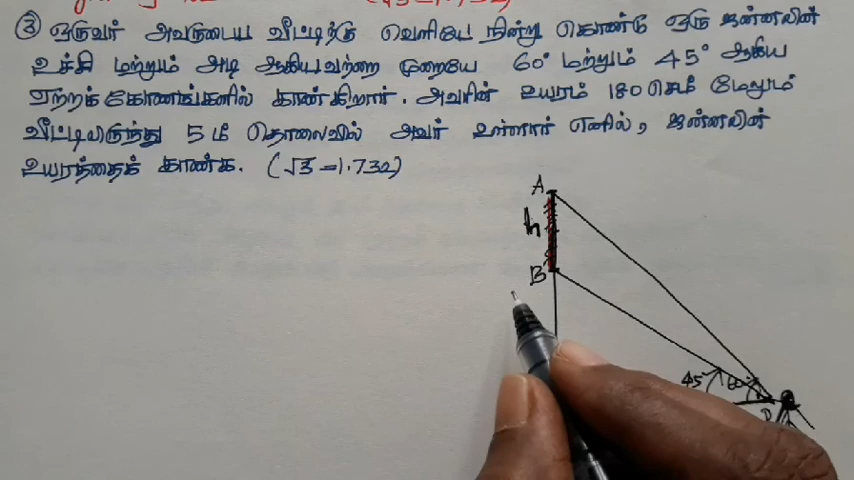 ③ ஒருவர் அவருடைய வீட்டிற்கு வெளியே நின்று கொண்டு ஒரு ஜன்னலின்
உச்சி மற்றும் அடி ஆகியவற்றை முறையே 60° மற்றும் 45° ஆகிய
ஏற்றக்கோணங்களில் காண்கிறார். அவரின் உயரம் 180 செமீ மேலும்
வீட்டிலிருந்து 5 மீ தொலைவில் அவர் உள்ளார் எனில், ஜன்னலின்
உயரத்தைக் காண்க. (√3 = 1.732)
A
h
B
45° 60°
D